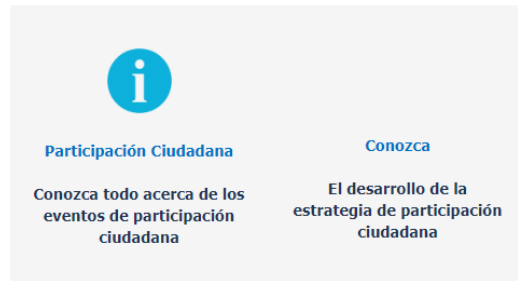 Participación Ciudadana
Conozca todo acerca de los
eventos de participación
ciudadana
Conozca
El desarrollo de la
estrategia de participación
ciudadana